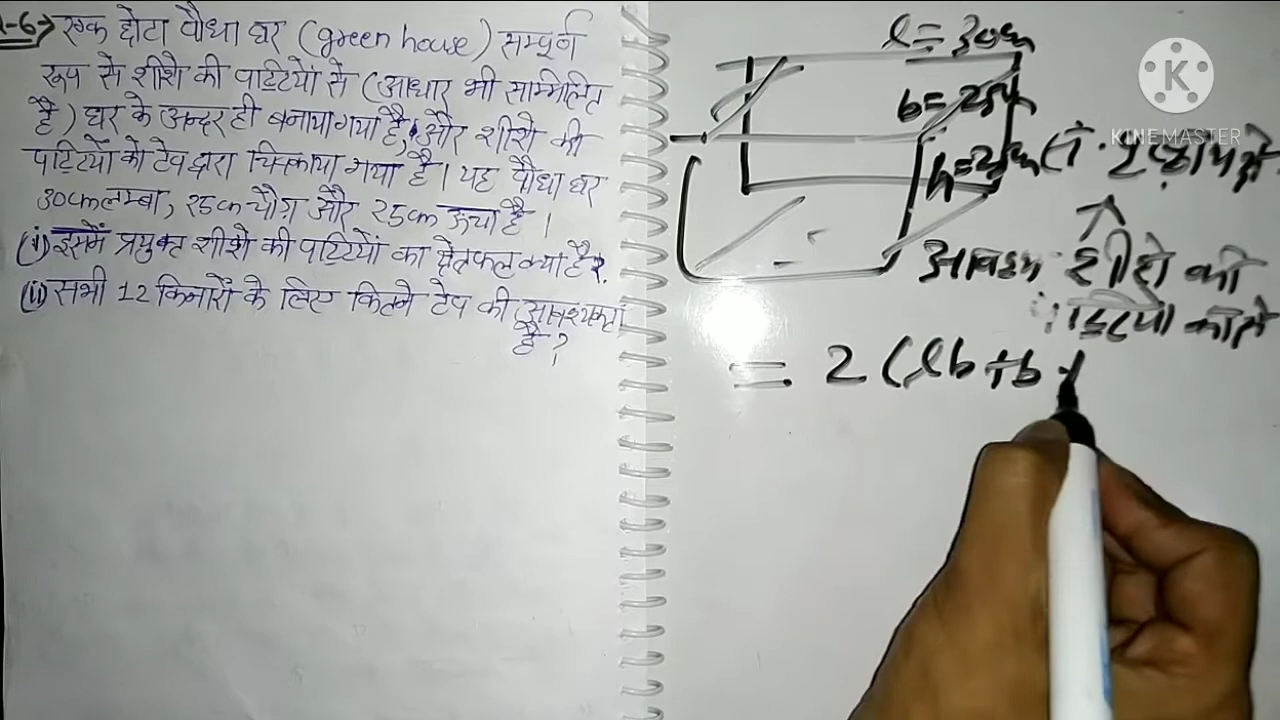 -6→ एक छोटा पौधा घर (green house) सम्पूर्ण
रूप से शीशे की पट्टियों से (आधार भी सम्मिलित
है) घर के अन्दर ही बनाया गया है, और शीशे की
पट्टियों को टेप द्वारा चिपकाया गया है। यह पौधा घर
30cm लम्बा, 25cm चौड़ा और 25cm ऊंचा है।
(i) इसमें प्रयुक्त शीशे की पट्टियों का क्षेत्रफल क्या है?
(ii) सभी 12 किनारों के लिए कितने टेप की आवश्यकता
है?
l = 30cm
b = 25cm
h = 25cm
शीशे की
= 2 (lb + b
K
KINEMASTER